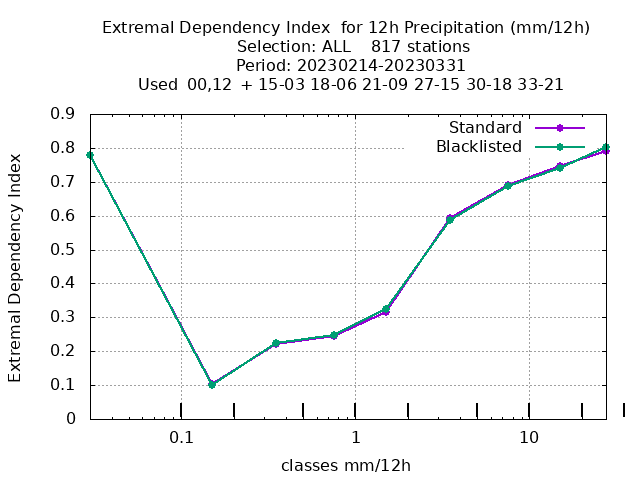 Extremal Dependency Index  for 12h Precipitation (mm/12h)
Selection: ALL    817 stations
Period: 20230214-20230331
Used  00,12  + 15-03 18-06 21-09 27-15 30-18 33-21
Standard
Blacklisted
Extremal Dependency Index
0.9
0.8
0.7
0.6
0.5
0.4
0.3
0.2
0.1
0
0.1
1
10
classes mm/12h